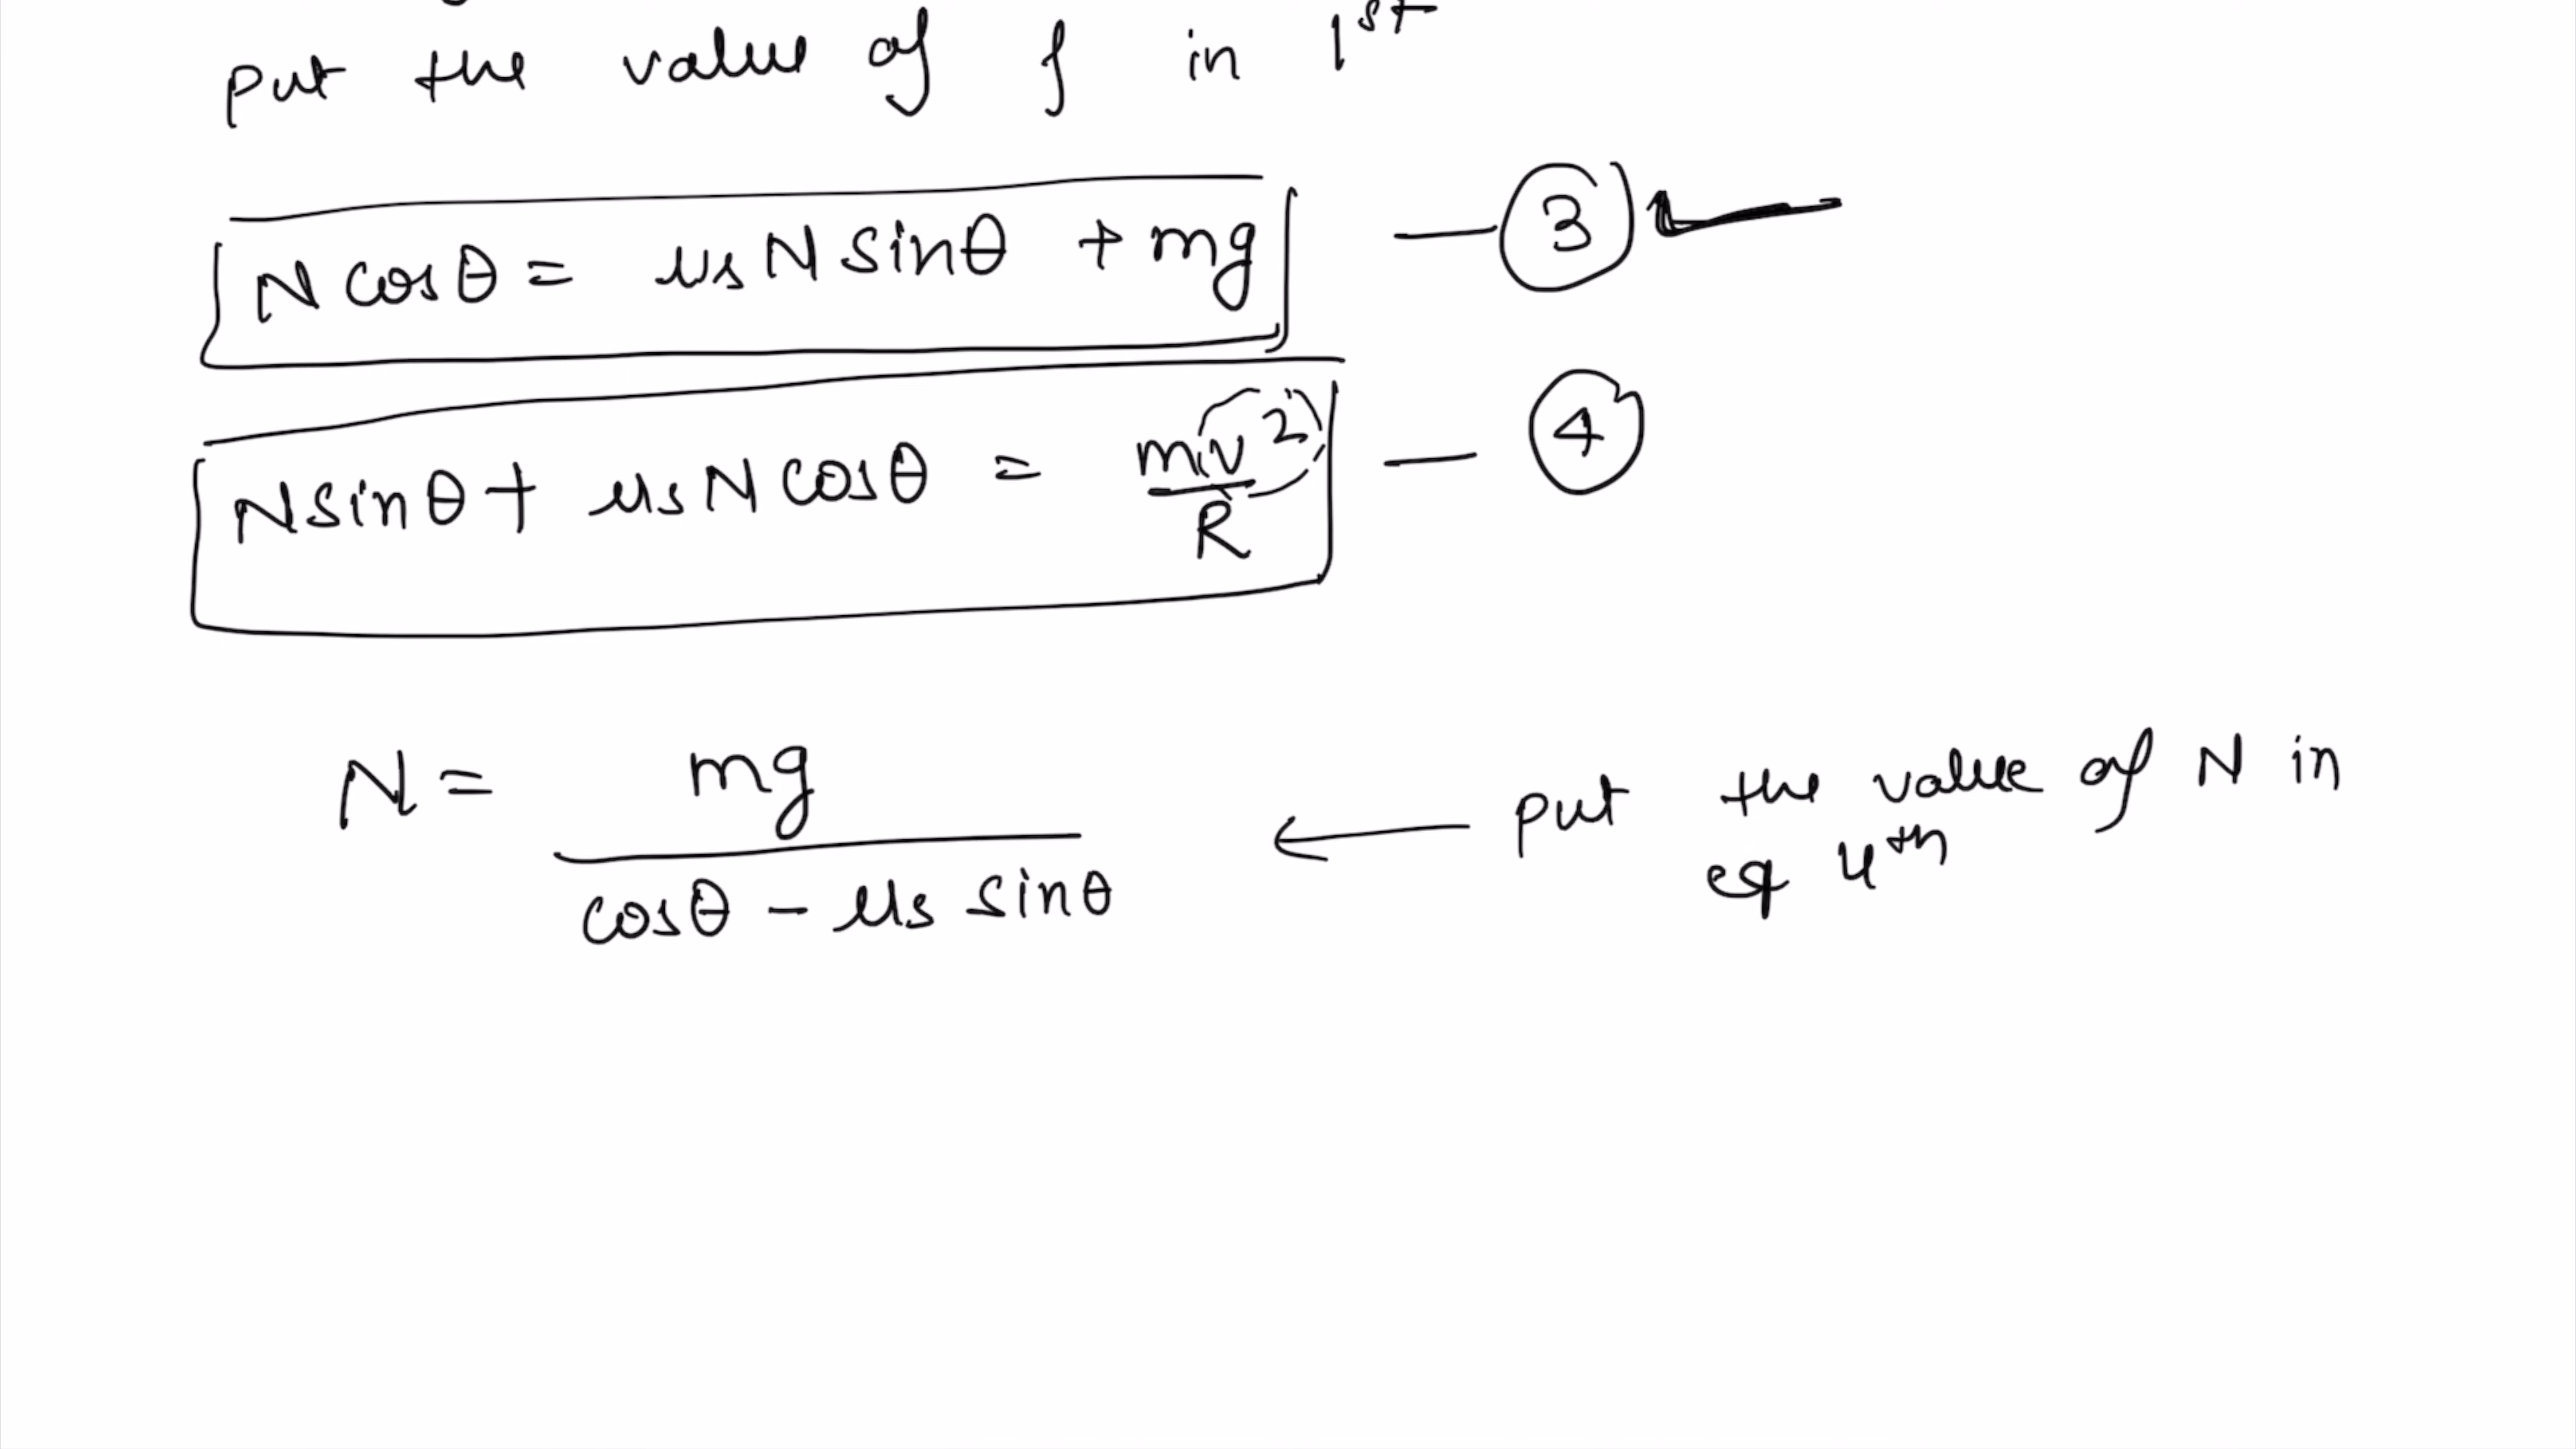 put the value of f in 1st
N cosθ = μs N sinθ + mg — 3
N sinθ + μs N cosθ = mv²/R — 4
N = mg / cosθ - μs sinθ ← put the value of N in
eq 4th